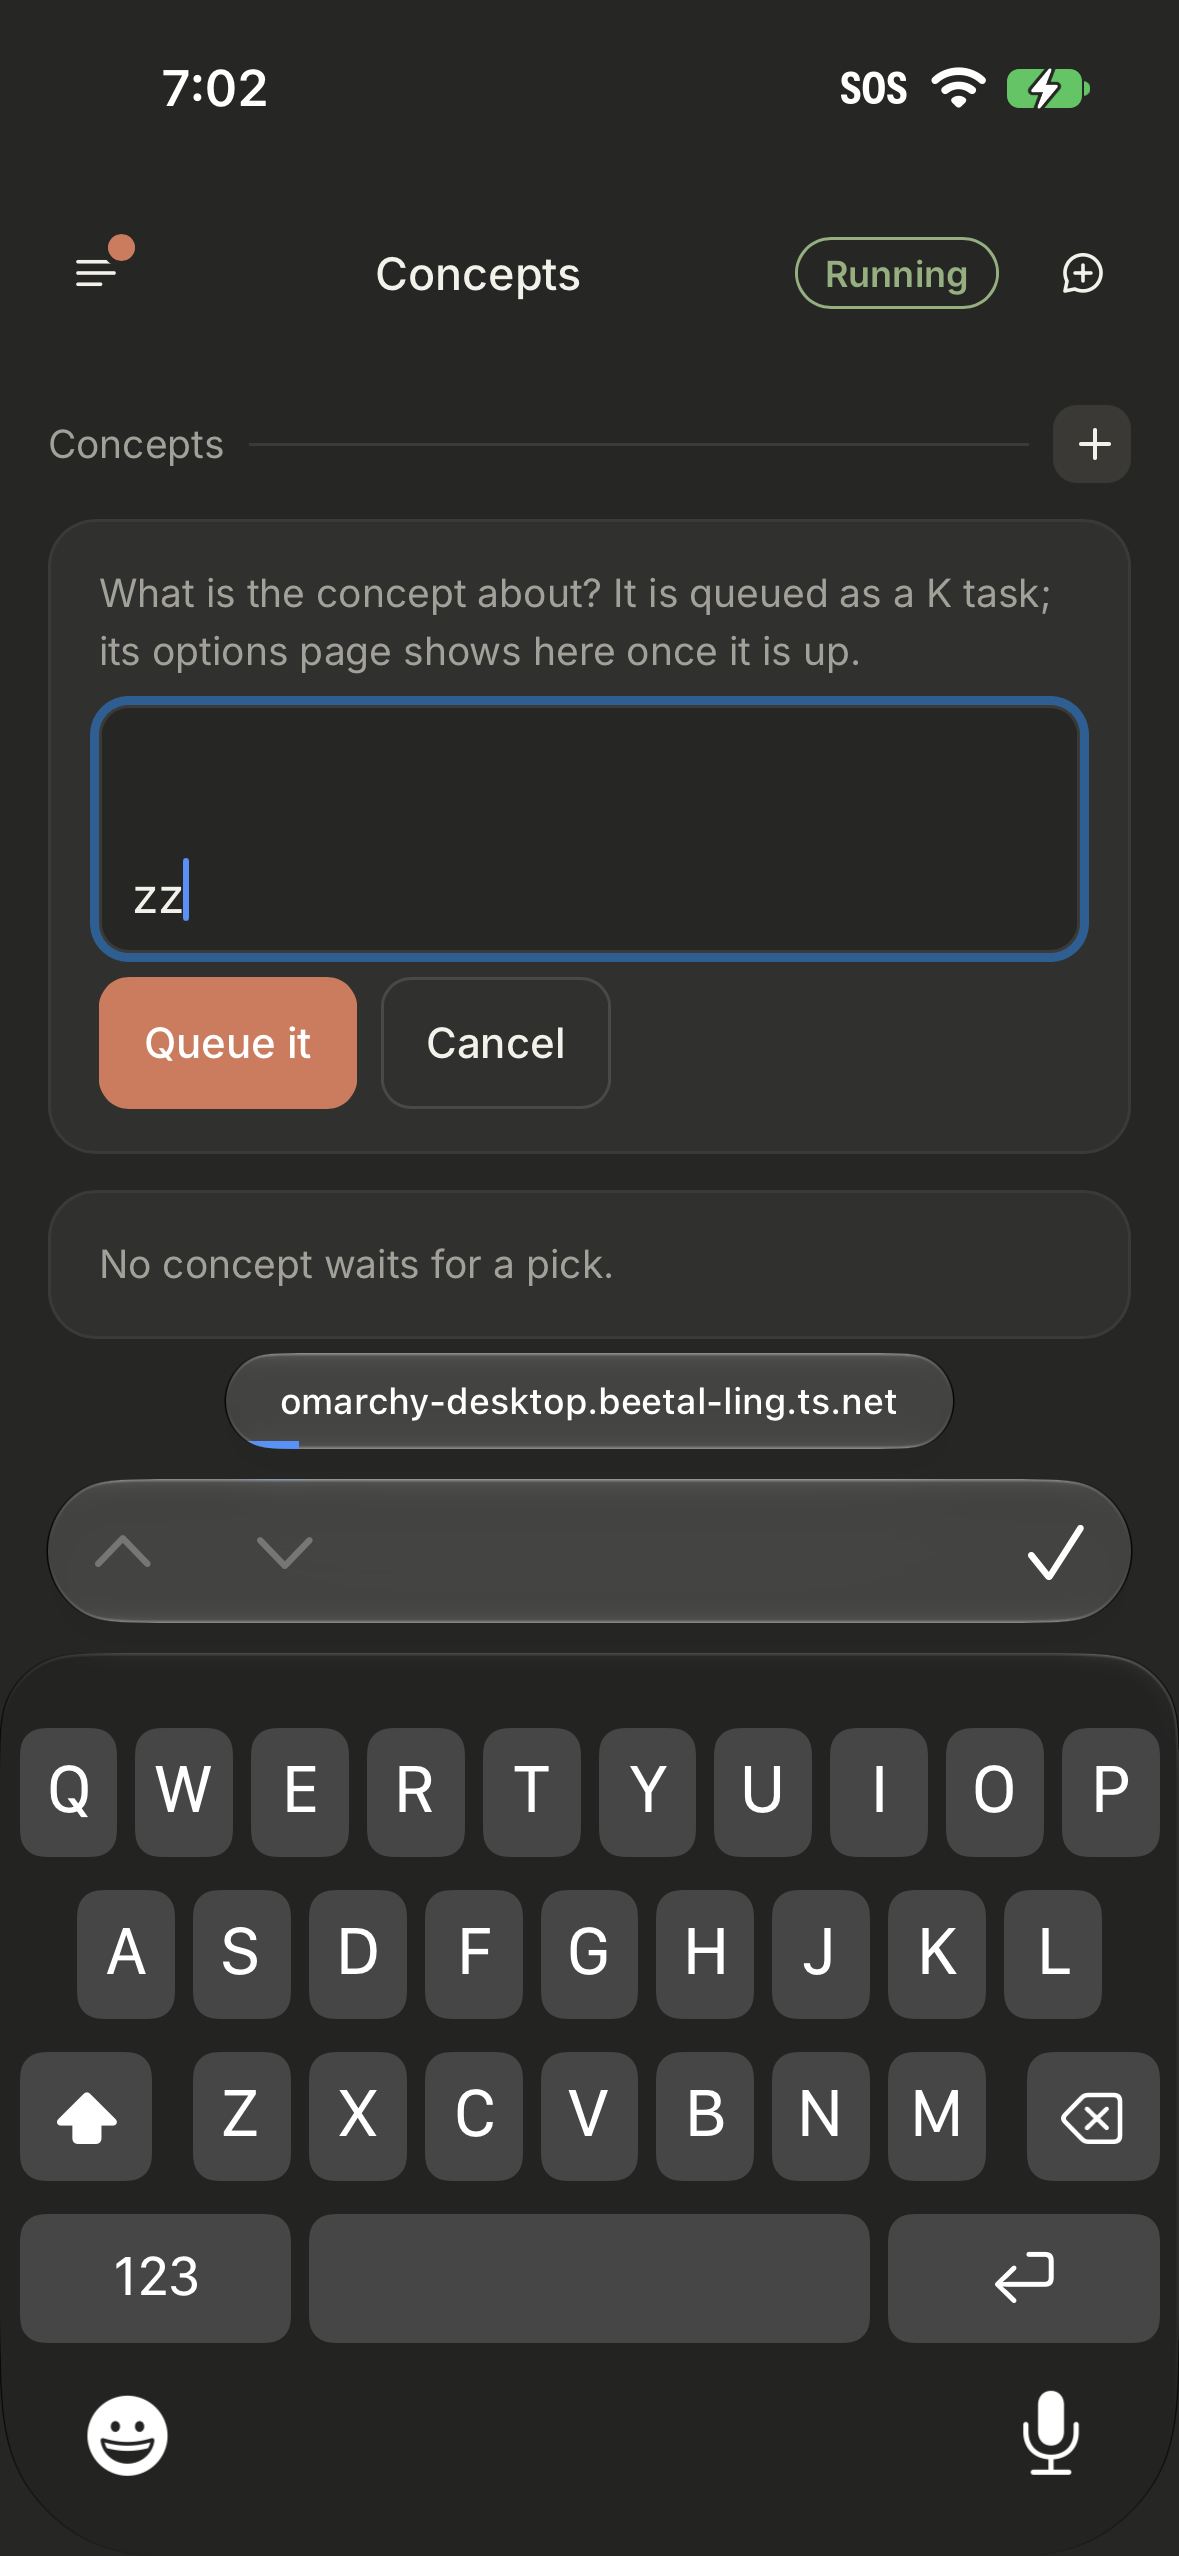 7:02
SOS
Concepts
Running
Concepts
What is the concept about? It is queued as a K task;
its options page shows here once it is up.
zz
Queue it
Cancel
No concept waits for a pick.
omarchy-desktop.beetal-ling.ts.net
Q W E R T Y U I O P
A S D F G H J K L
Z X C V B N M
123